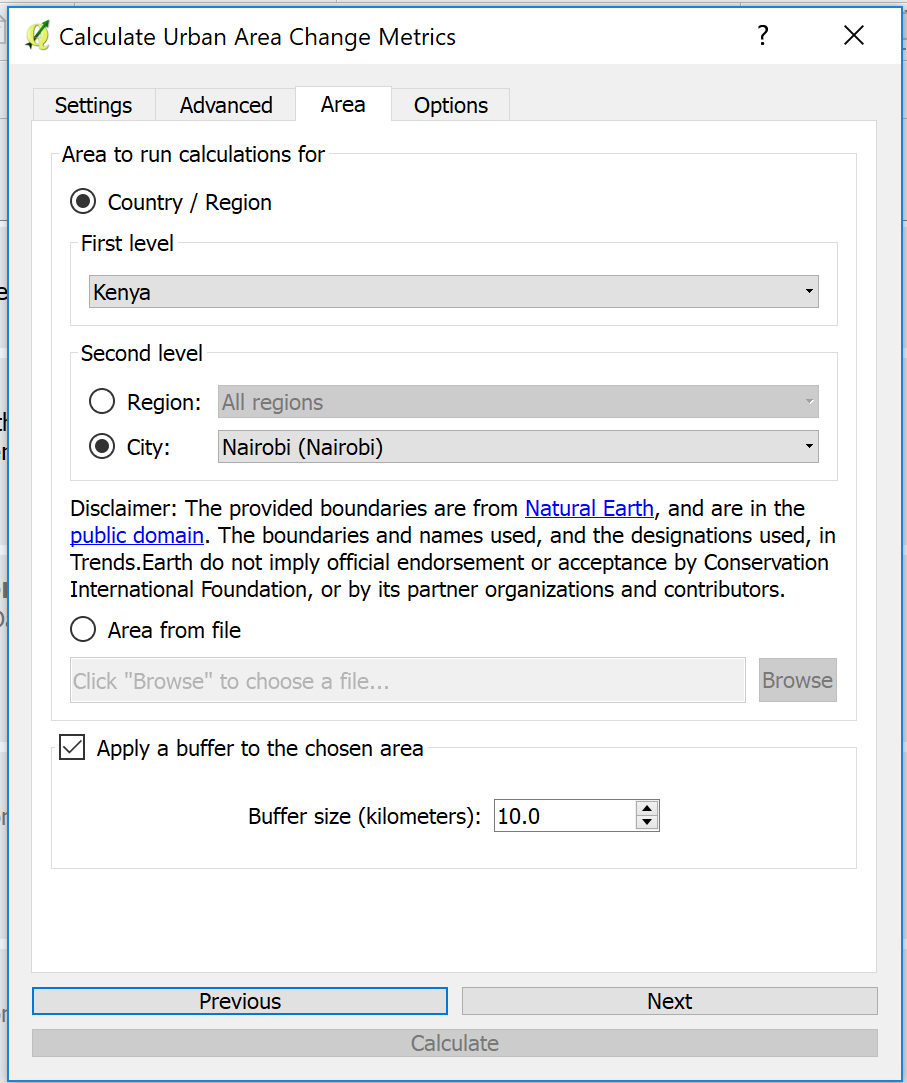 Calculate Urban Area Change Metrics
?
Settings Advanced Area Options
Area to run calculations for
Country / Region
First level
Kenya
Second level
Region: All regions
City: Nairobi (Nairobi)
Disclaimer: The provided boundaries are from Natural Earth, and are in the
public domain. The boundaries and names used, and the designations used, in
Trends.Earth do not imply official endorsement or acceptance by Conservation
International Foundation, or by its partner organizations and contributors.
Area from file
Click "Browse" to choose a file... Browse
Apply a buffer to the chosen area
Buffer size (kilometers): 10.0
Previous Next
Calculate